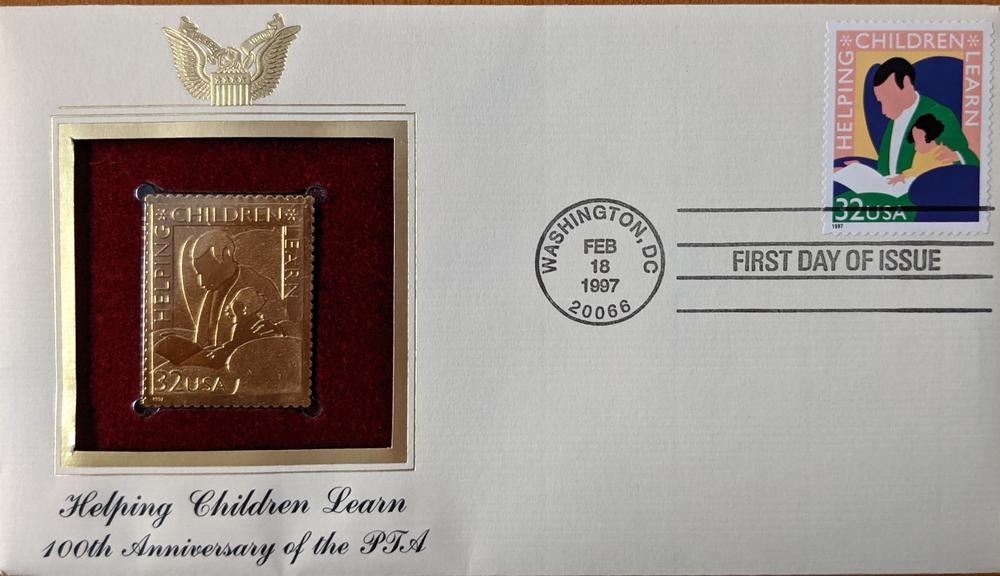 *CHILDREN*
HELPING
LEARN
32USA
1997
Helping Children Learn
100th Anniversary of the PTA
WASHINGTON, DC
FEB
18
1997
20066
*CHILDREN*
HELPING
LEARN
32USA
1997
FIRST DAY OF ISSUE